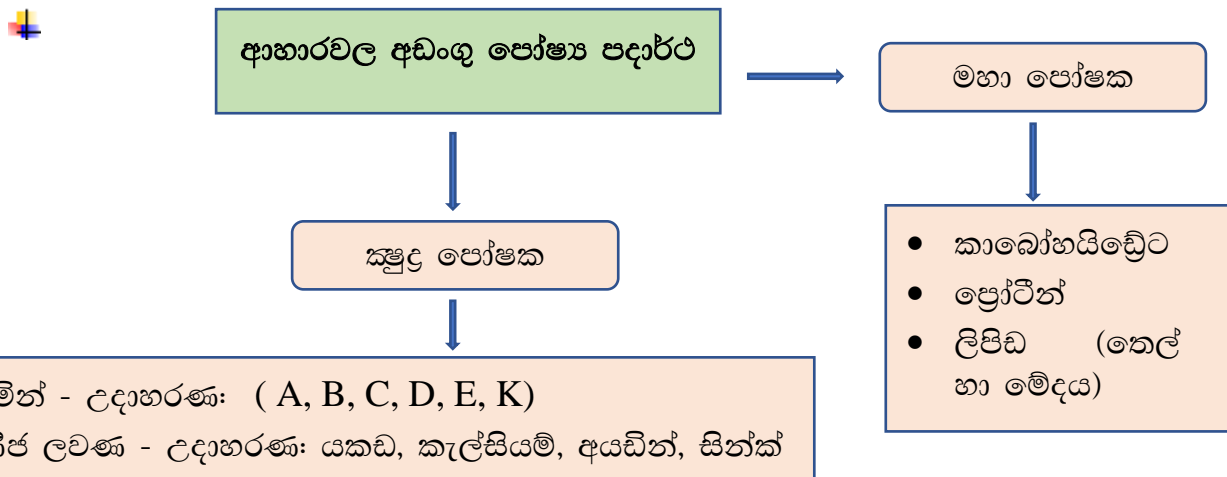 ආහාරවල අඩංගු පෝෂ්‍ය පදාර්ථ
මහා පෝෂක
ක්‍ෂුද්‍ර පෝෂක
• කාබෝහයිඩ්‍රේට
• ප්‍රෝටීන්
• ලිපිඩ (තෙල්
හා මේදය)
- උදාහරණ: ( A, B, C, D, E, K)
ලවණ - උදාහරණ: යකඩ, කැල්සියම්, අයඩින්, සින්ක්